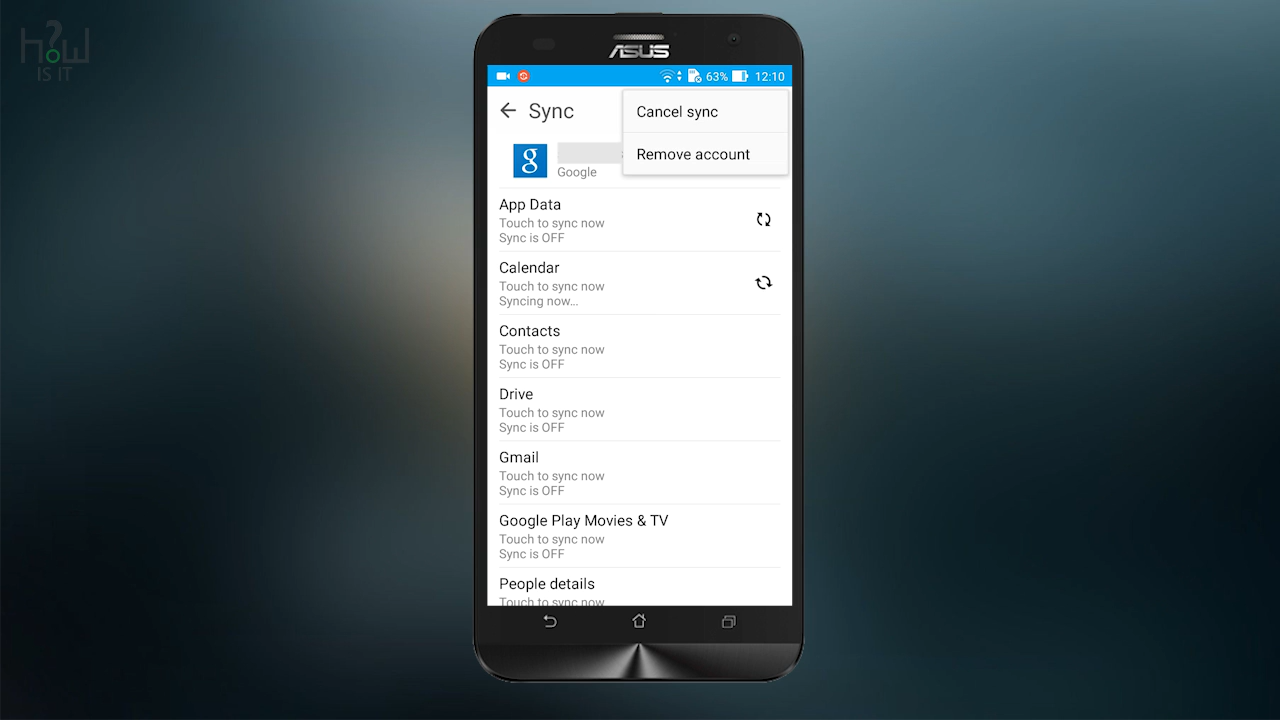 h?w
IS IT
ASUS
63% 12:10
Sync
Cancel sync
Remove account
g
Google
App Data
Touch to sync now
Sync is OFF
Calendar
Touch to sync now
Syncing now...
Contacts
Touch to sync now
Sync is OFF
Drive
Touch to sync now
Sync is OFF
Gmail
Touch to sync now
Sync is OFF
Google Play Movies & TV
Touch to sync now
Sync is OFF
People details
Touch to sync now